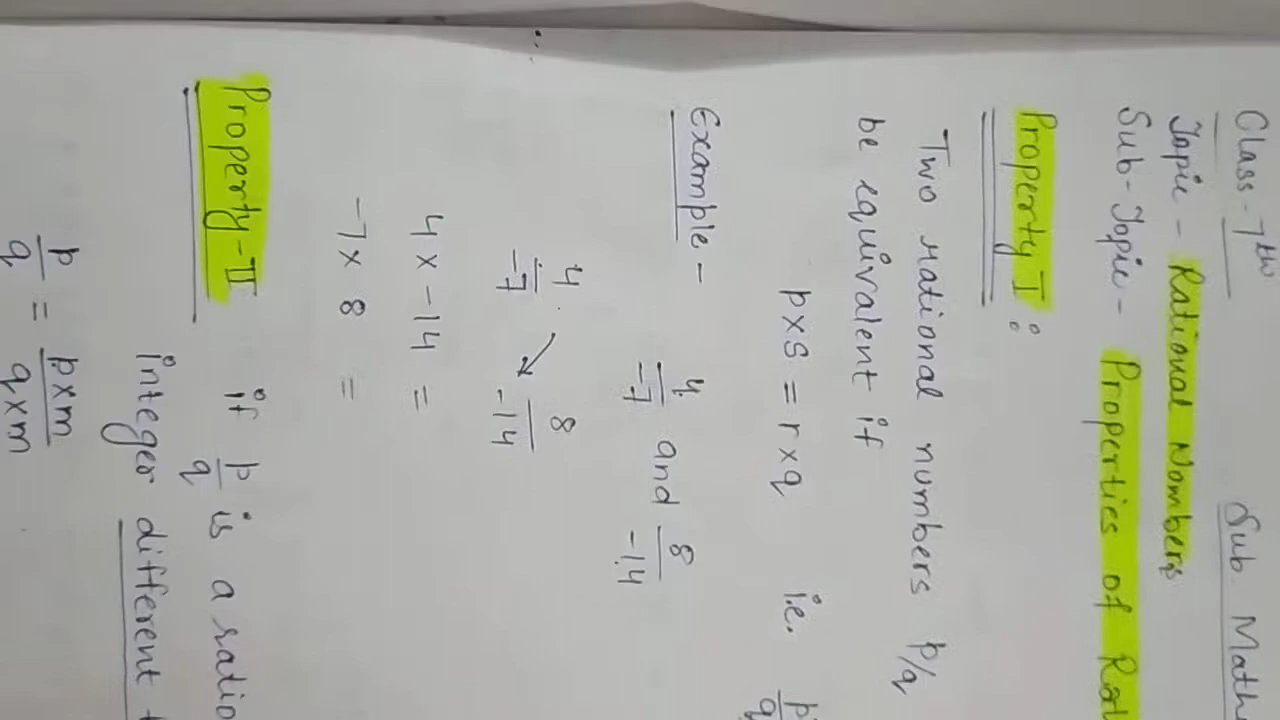 Class - 7th Sub. Math
Topic - Rational Nombers
Sub-Topic - Properties of
Property I :
Two rational numbers p/q
be equivalent if
p×s = r×q i.e. p/q
Example - 4/-7 and 8/-14
4/-7 ↘ 8/-14
4 × -14 =
-7 × 8 =
Property-II if p/q is a ratio
integer different
p/q = p×m/q×m